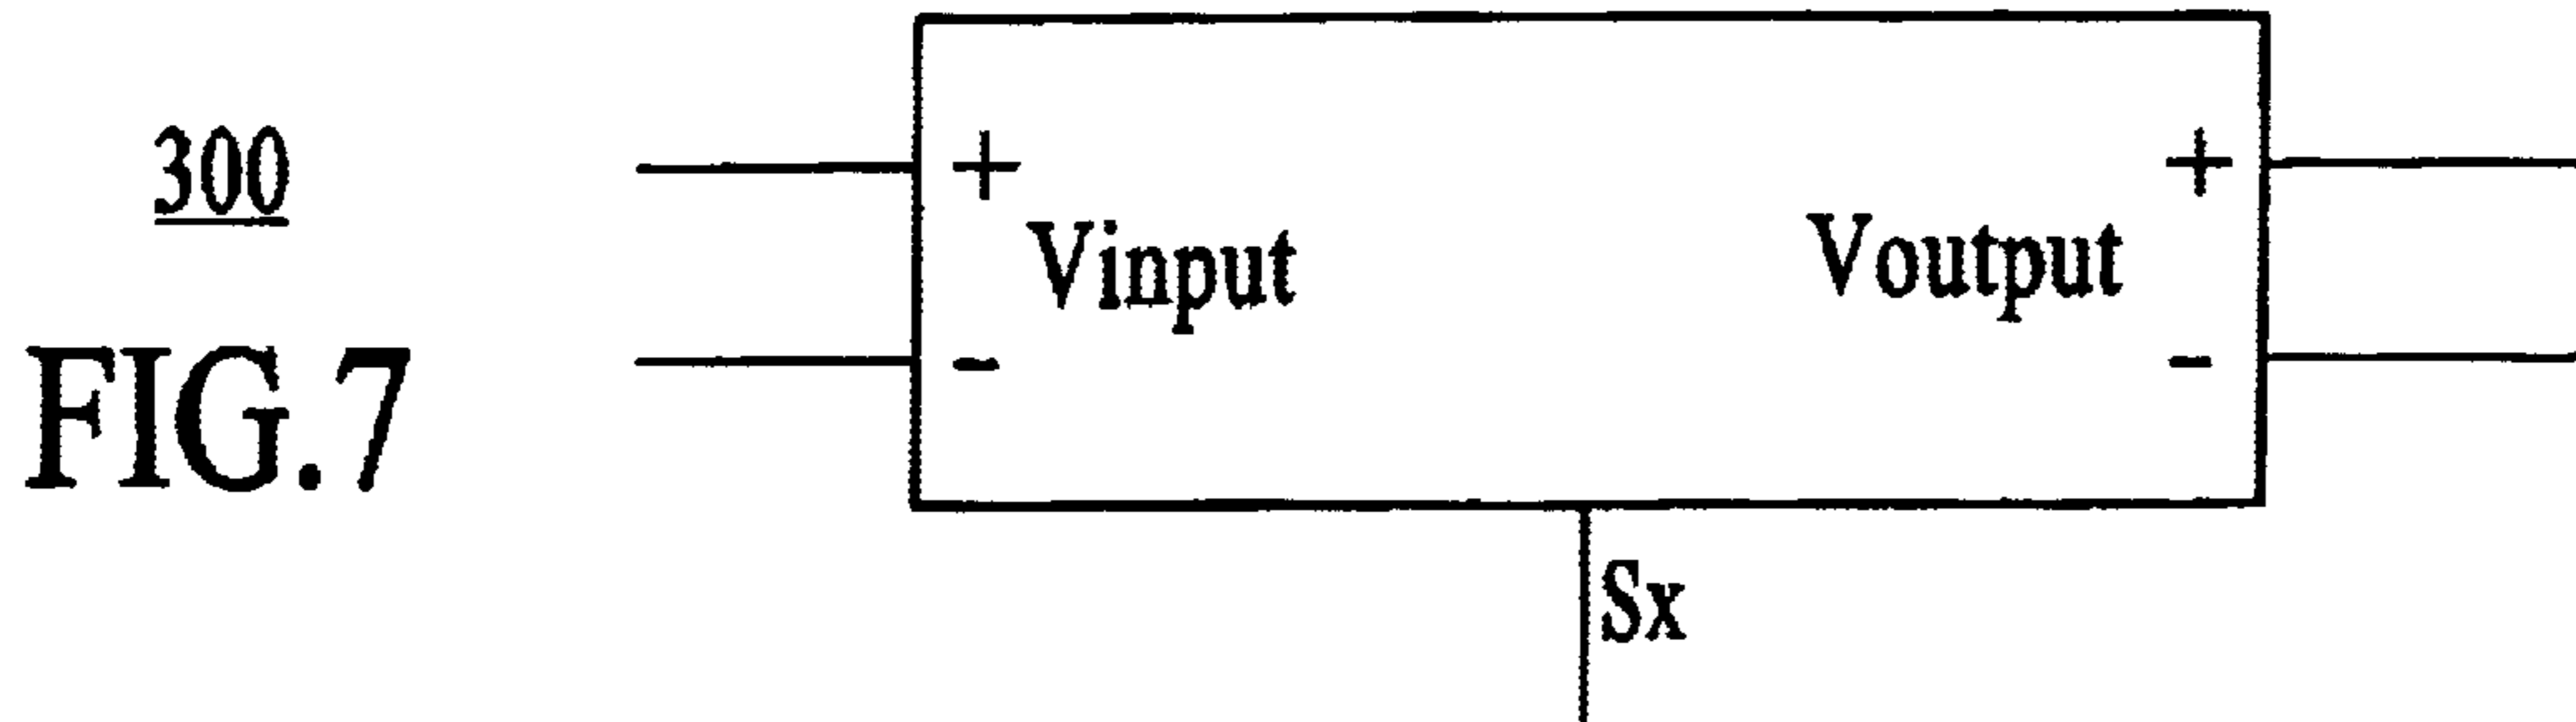 300
+ +
Vinput Voutput
- -
FIG.7
Sx